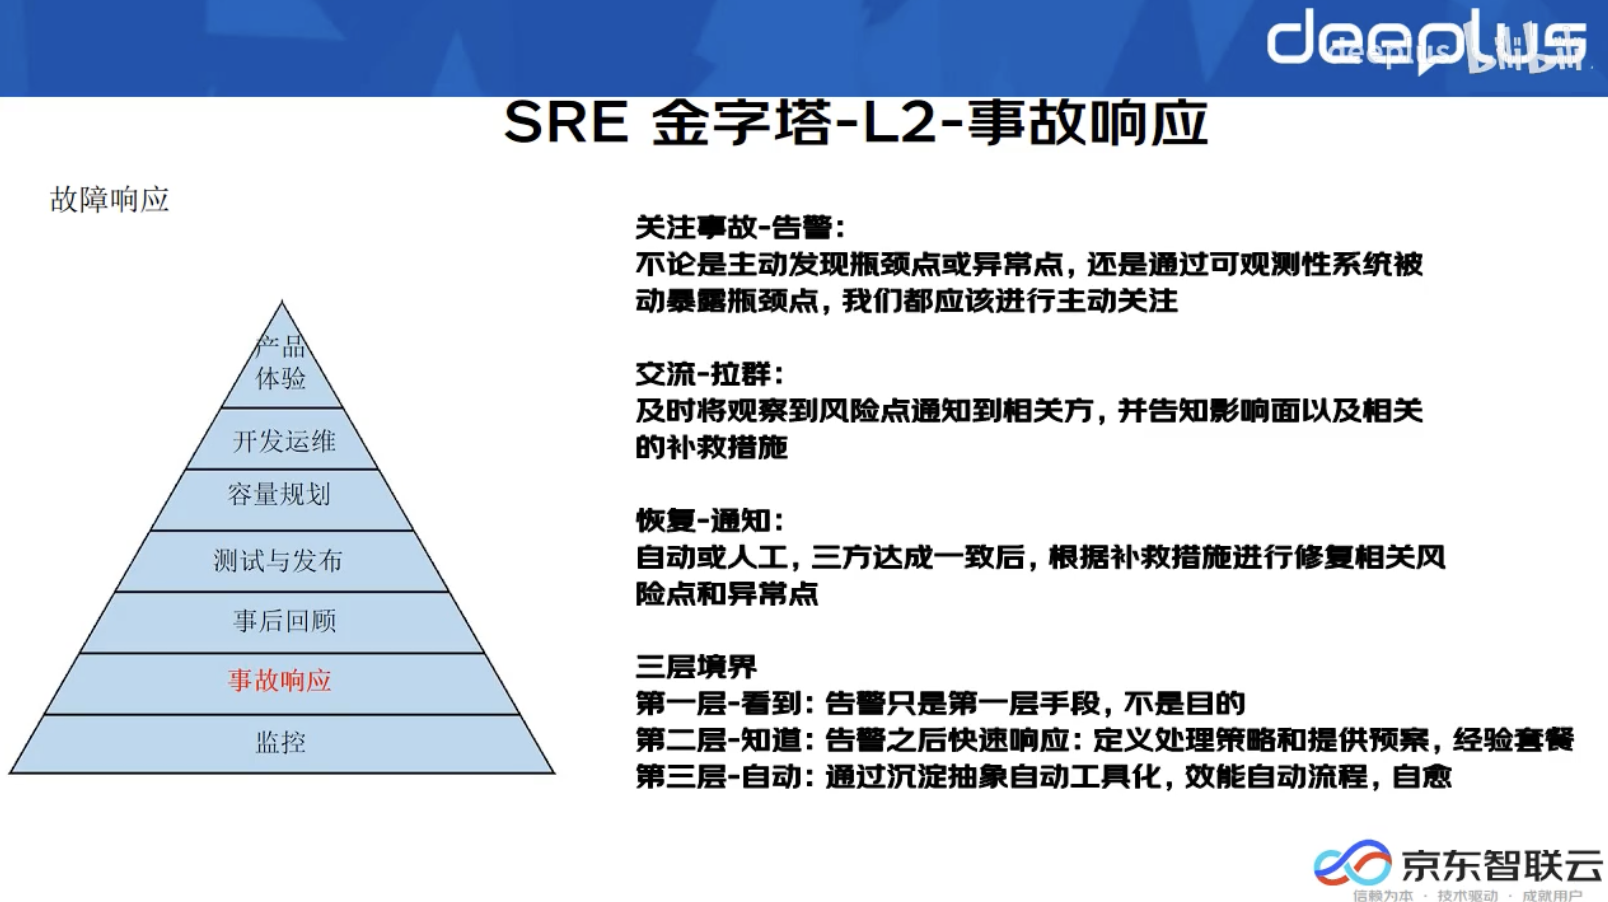 deeplus
deeplus bilibili
SRE 金字塔-L2-事故响应
故障响应
产品
体验
开发运维
容量规划
测试与发布
事后回顾
事故响应
监控
关注事故-告警：
不论是主动发现瓶颈点或异常点，还是通过可观测性系统被
动暴露瓶颈点，我们都应该进行主动关注
交流-拉群：
及时将观察到风险点通知到相关方，并告知影响面以及相关
的补救措施
恢复-通知：
自动或人工，三方达成一致后，根据补救措施进行修复相关风
险点和异常点
三层境界
第一层-看到：告警只是第一层手段，不是目的
第二层-知道：告警之后快速响应：定义处理策略和提供预案，经验套餐
第三层-自动：通过沉淀抽象自动工具化，效能自动流程，自愈
京东智联云
信赖为本 · 技术驱动 · 成就用户